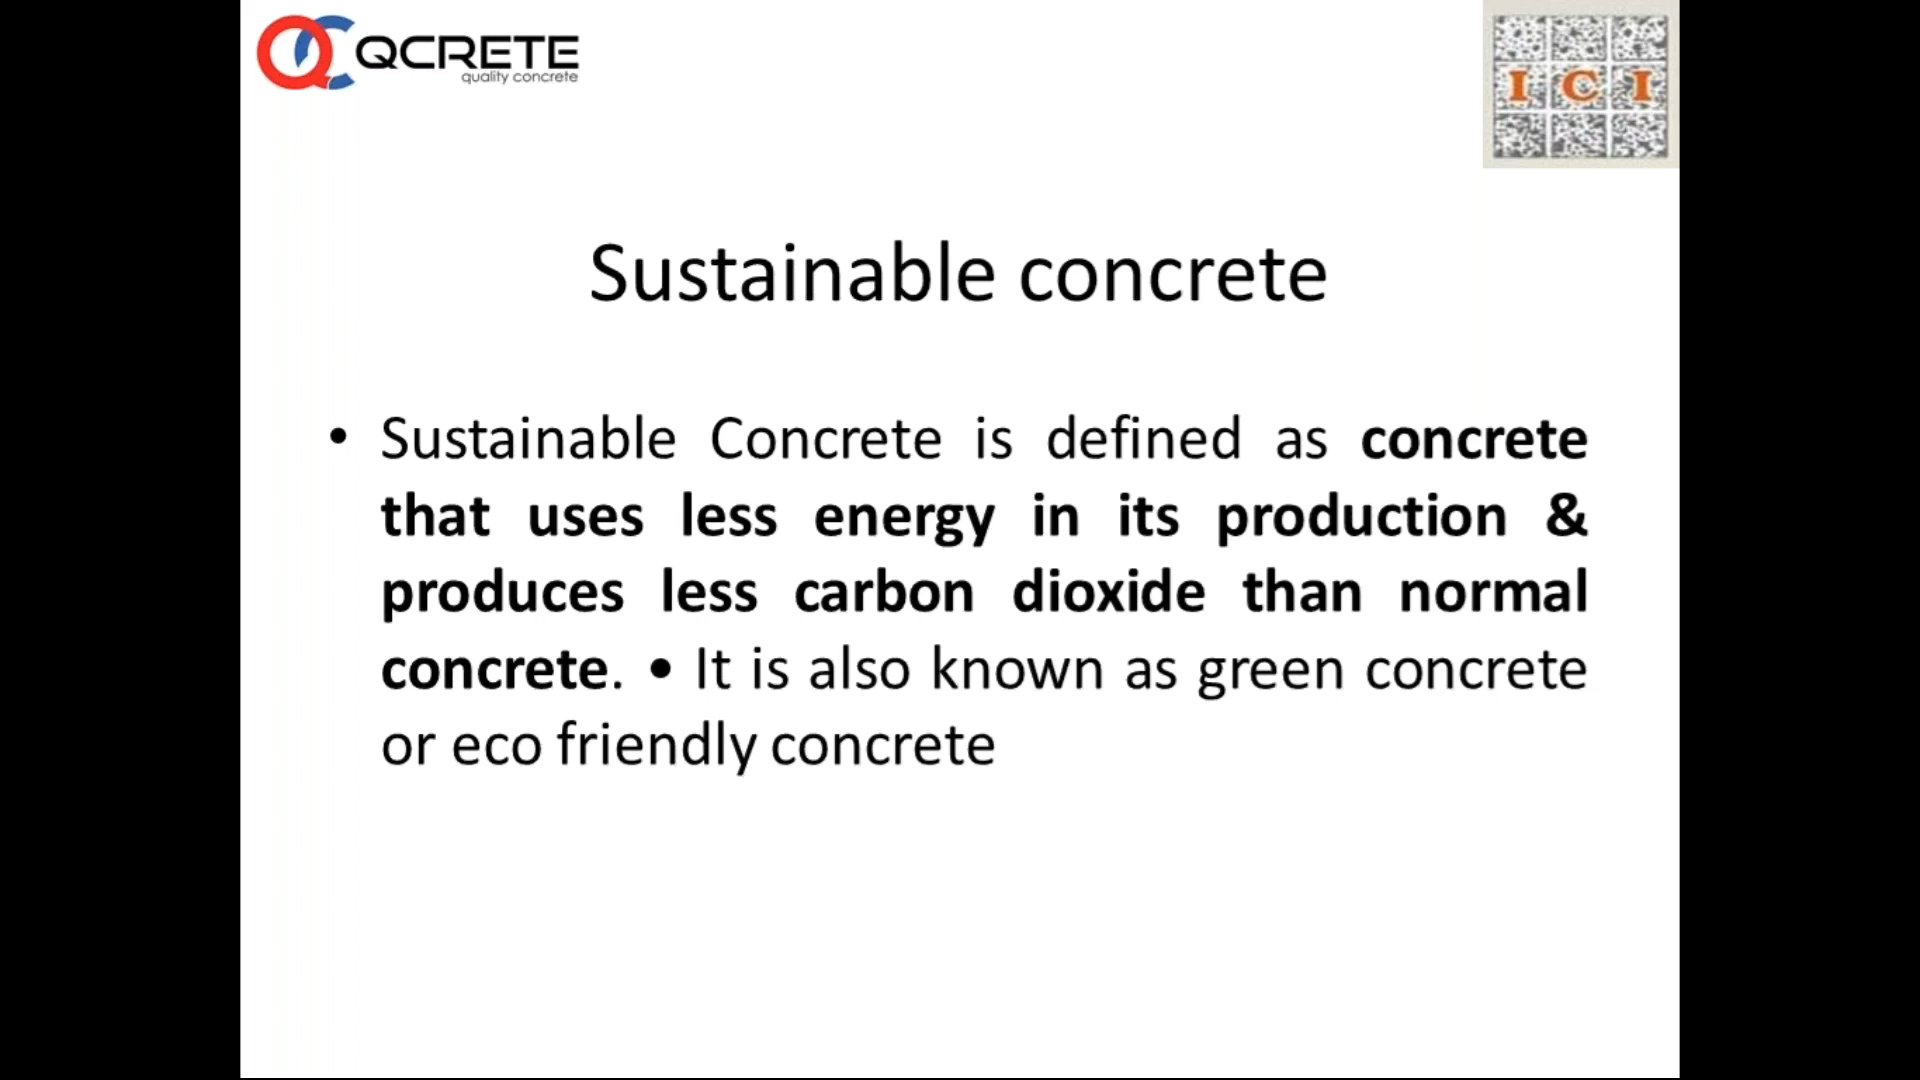 QCRETE
quality concrete
I C I
Sustainable concrete
• Sustainable Concrete is defined as concrete
that uses less energy in its production &
produces less carbon dioxide than normal
concrete. • It is also known as green concrete
or eco friendly concrete